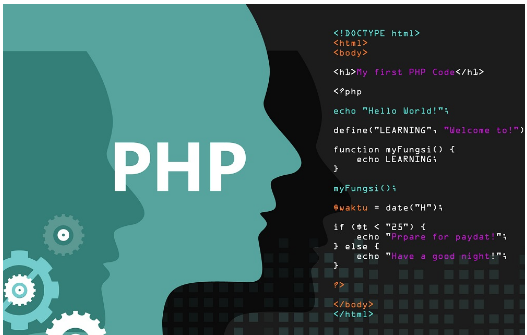 PHP
<!DOCTYPE html>
<html>
<body>
<h1>My first PHP Code</h1>
<?php
echo "Hello World!";
define("LEARNING", "Welcome to!")
function myFungsi() {
echo LEARNING;
}
myFungsi();
$waktu = date("H");
if ($t < "25") {
echo "Prpare for paydat!";
} else {
echo "Have a good night!";
}
?>
</body>
</html>